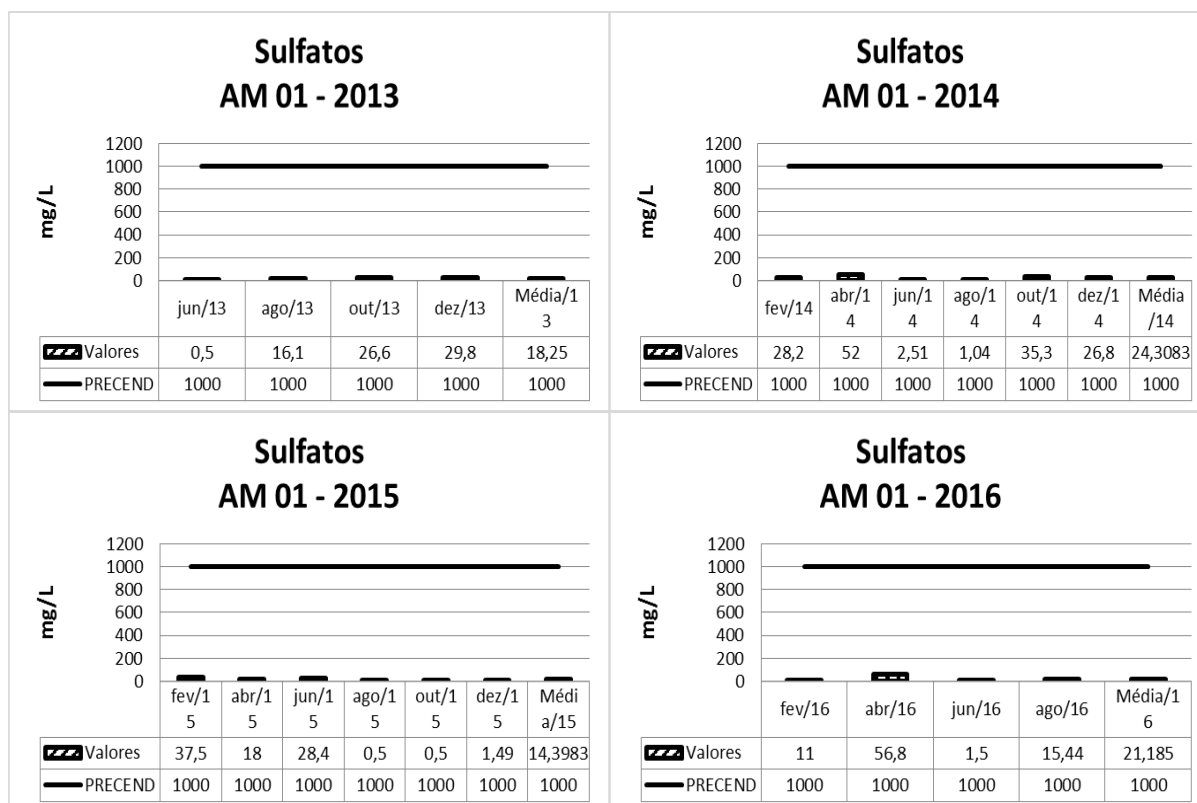 Sulfatos
AM 01 - 2013
mg/L
1200
1000
800
600
400
200
0
jun/13 ago/13 out/13 dez/13 Média/1
3
Valores 0,5 16,1 26,6 29,8 18,25
PRECEND 1000 1000 1000 1000 1000
Sulfatos
AM 01 - 2014
mg/L
1200
1000
800
600
400
200
0
fev/14 abr/1 jun/1 ago/1 out/1 dez/1 Média
4 4 4 4 4 /14
Valores 28,2 52 2,51 1,04 35,3 26,8 24,3083
PRECEND 1000 1000 1000 1000 1000 1000 1000
Sulfatos
AM 01 - 2015
mg/L
1200
1000
800
600
400
200
0
fev/1 abr/1 jun/1 ago/1 out/1 dez/1 Médi
5 5 5 5 5 5 a/15
Valores 37,5 18 28,4 0,5 0,5 1,49 14,3983
PRECEND 1000 1000 1000 1000 1000 1000 1000
Sulfatos
AM 01 - 2016
mg/L
1200
1000
800
600
400
200
0
fev/16 abr/16 jun/16 ago/16 Média/1
6
Valores 11 56,8 1,5 15,44 21,185
PRECEND 1000 1000 1000 1000 1000